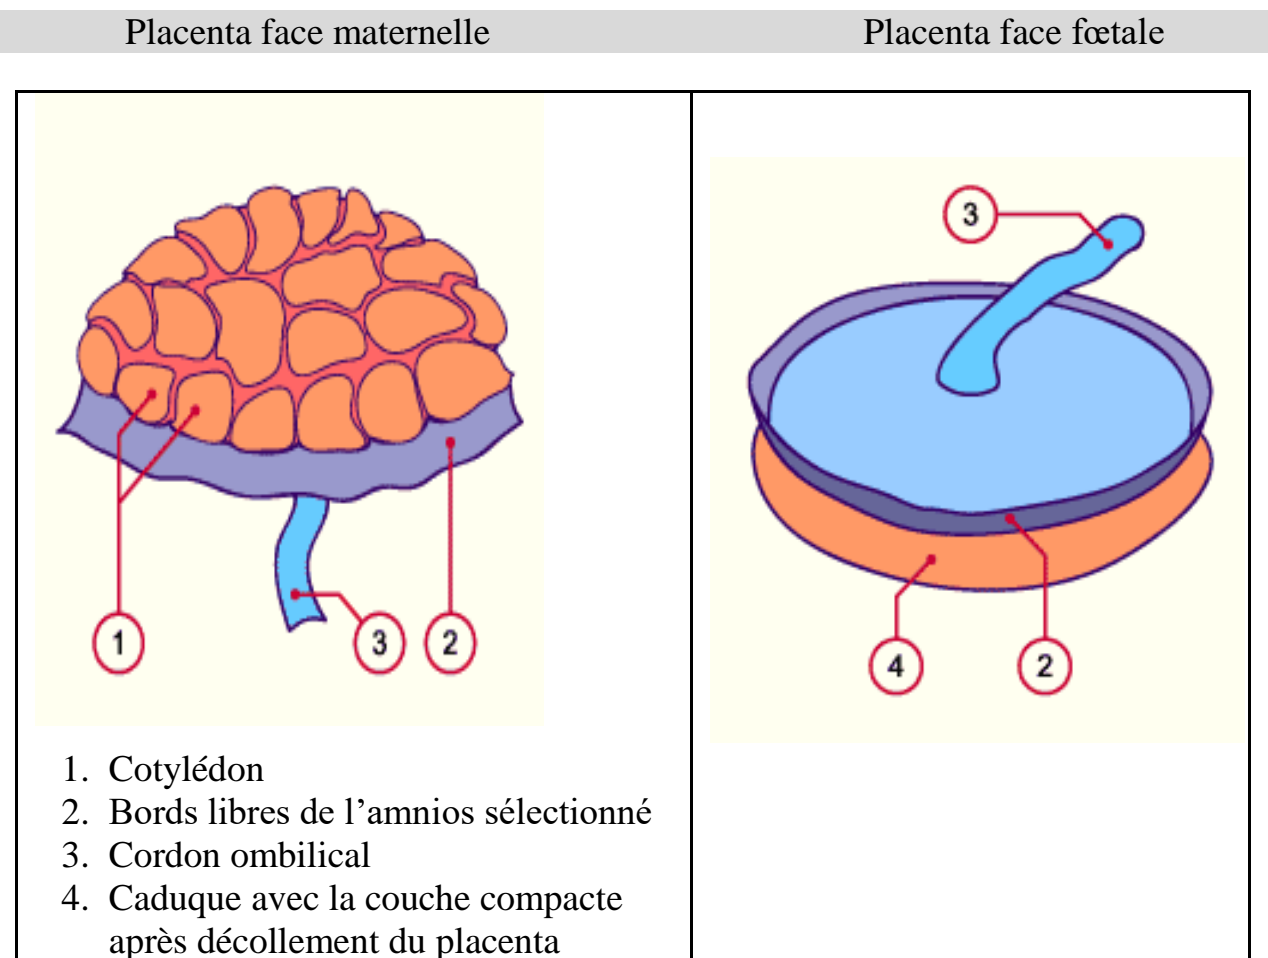 Placenta face maternelle
Placenta face fœtale
1
3
2
3
4
2
1. Cotylédon
2. Bords libres de l’amnios sélectionné
3. Cordon ombilical
4. Caduque avec la couche compacte
après décollement du placenta